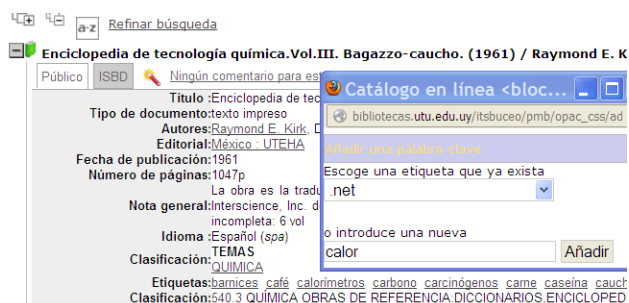 a-z Refinar búsqueda
Enciclopedia de tecnología química.Vol.III. Bagazzo-caucho. (1961) / Raymond E. K
Público ISBD Ningún comentario para est
Título :Enciclopedia de tec
Tipo de documento:texto impreso
Autores:Raymond E. Kirk, D
Editorial:México : UTEHA
Fecha de publicación:1961
Número de páginas:1047p
La obra es la tradu
Nota general:Interscience, Inc. d
incompleta: 6 vol
Idioma :Español (spa)
Clasificación:TEMAS
QUIMICA
Etiquetas:barnices café calorímetros carbono carcinógenos carne caseína cauch
Clasificación:540.3 QUÍMICA OBRAS DE REFERENCIA:DICCIONARIOS.ENCICLOPED
Catálogo en línea <bloc...
bibliotecas.utu.edu.uy/itsbuceo/pmb/opac_css/ad
Añadir una palabra clave
Escoge una etiqueta que ya exista
.net
o introduce una nueva
calor Añadir